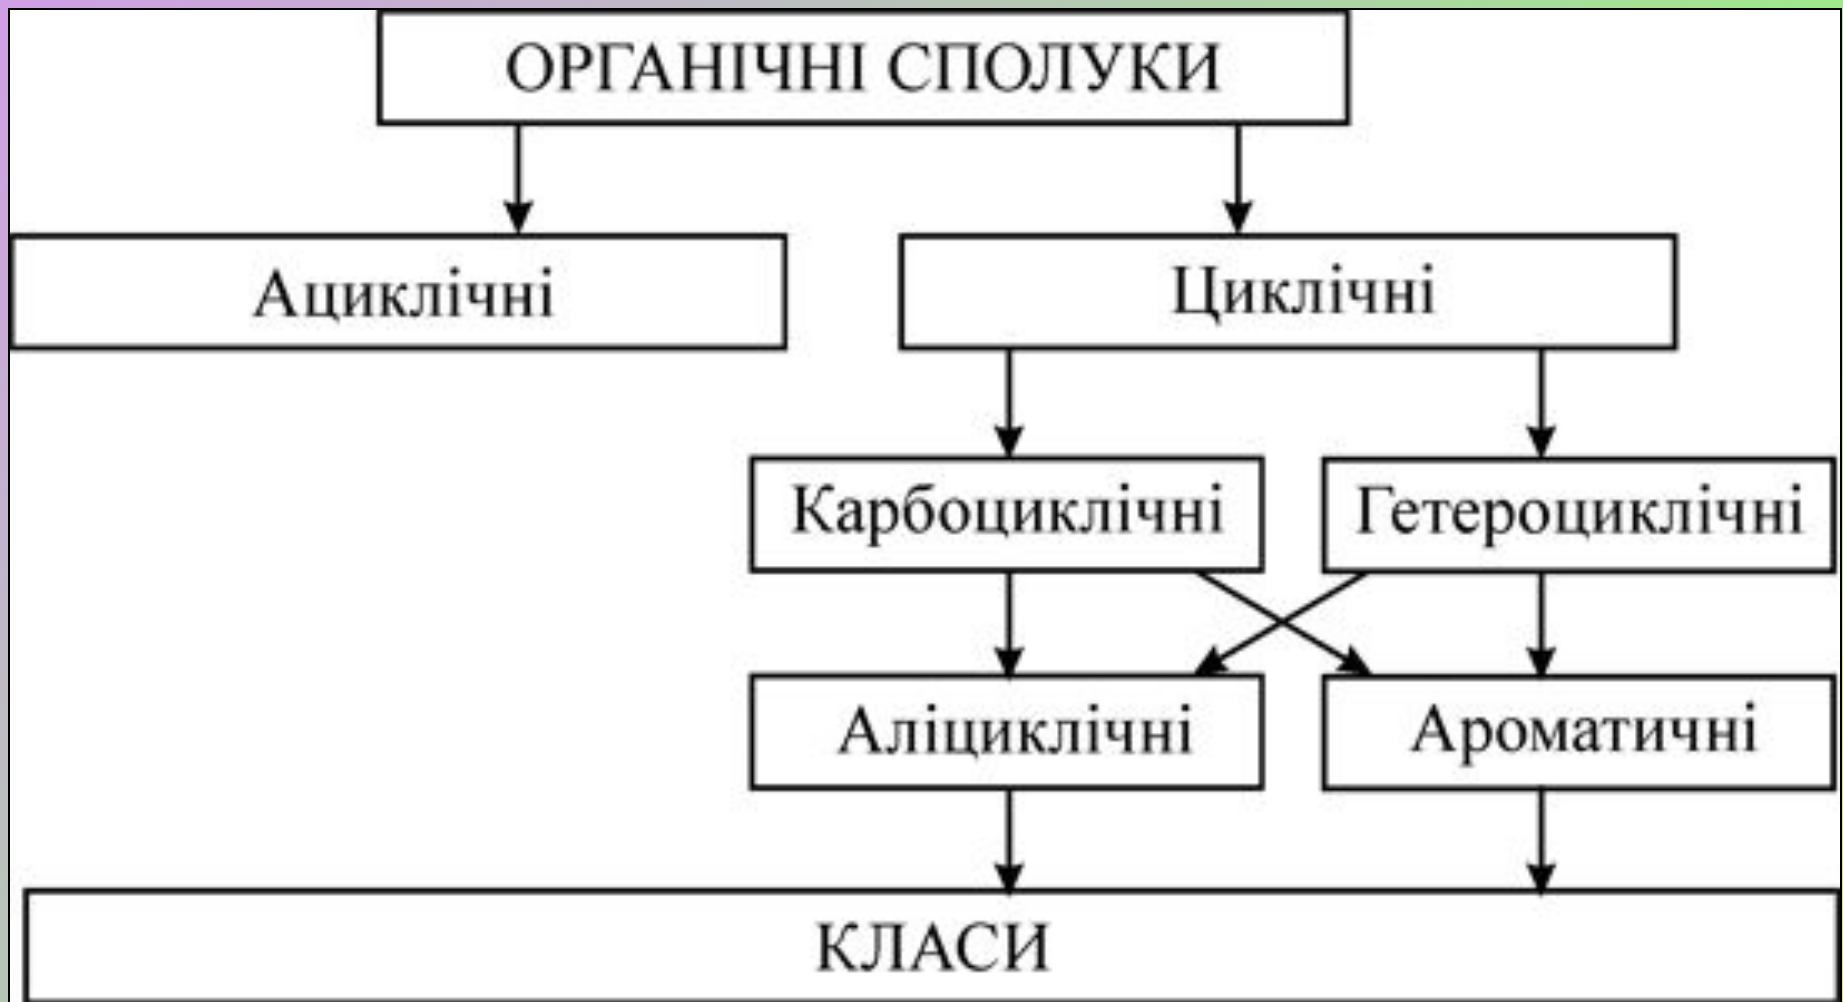 ОРГАНІЧНІ СПОЛУКИ
Ациклічні
Циклічні
Карбоциклічні
Гетероциклічні
Аліциклічні
Ароматичні
КЛАСИ